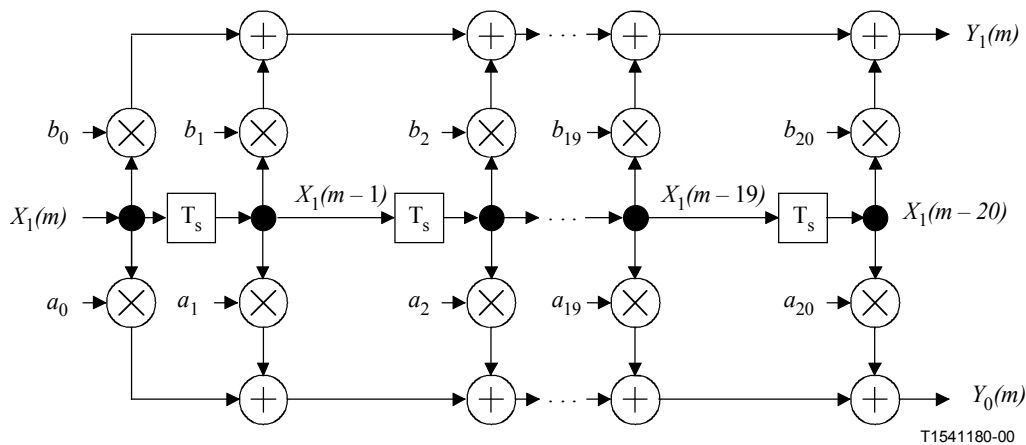 + + + · · · + + Y₁(m)
b₀ × b₁ × b₂ × b₁₉ × b₂₀ ×
X₁(m) Tₛ X₁(m – 1) Tₛ · · · X₁(m – 19) Tₛ X₁(m – 20)
a₀ × a₁ × a₂ × a₁₉ × a₂₀ ×
+ + · · · + + Y₀(m)
T1541180-00